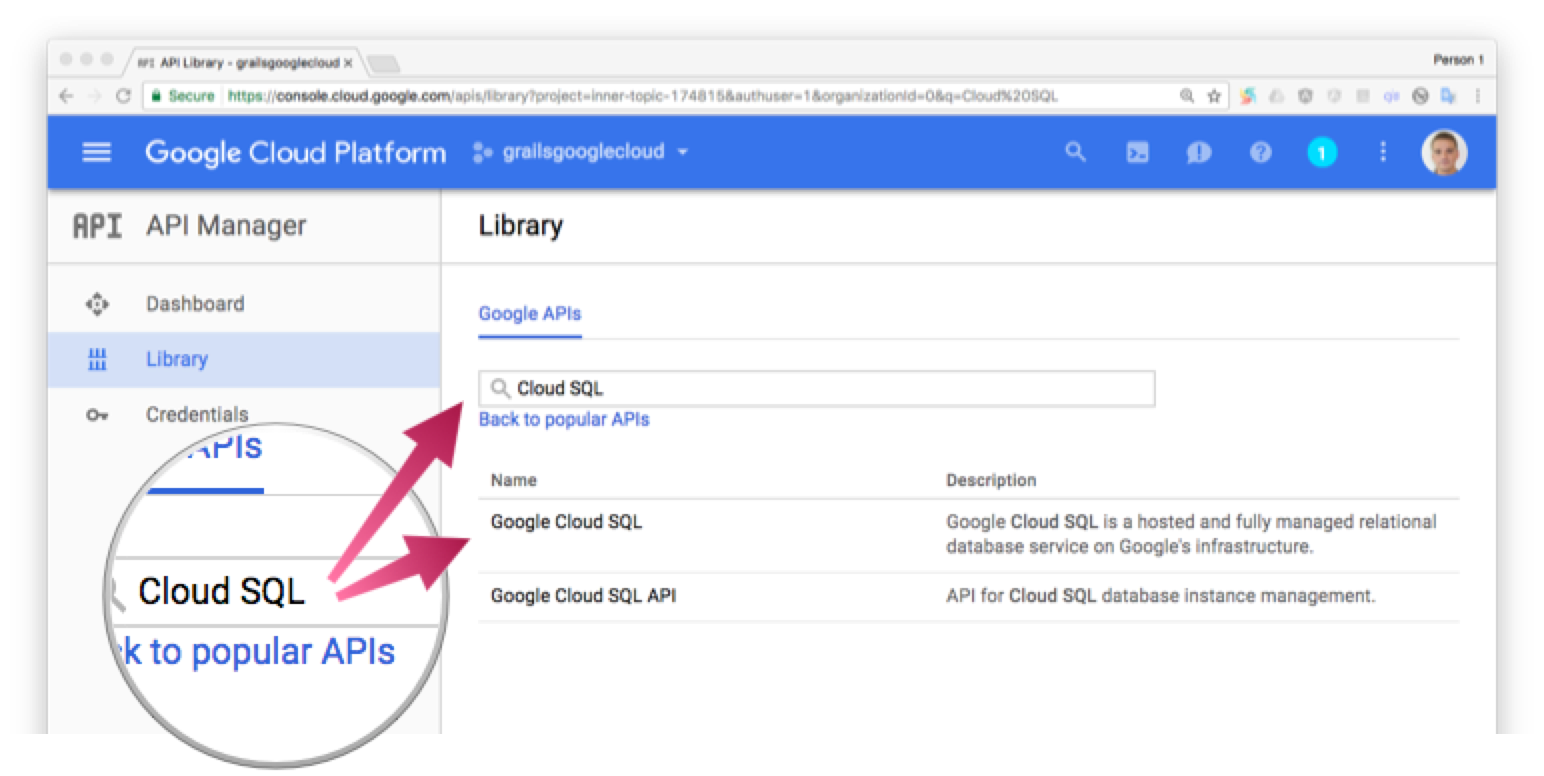 API API Library - grailsgooglecloud ×
Person 1
Secure https://console.cloud.google.com/apis/library?project=inner-topic-174815&authuser=1&organizationId=0&q=Cloud%20SQL
Google Cloud Platform
grailsgooglecloud
1
API API Manager
Library
Dashboard
Library
Credentials
Google APIs
Cloud SQL
Back to popular APIs
Name
Description
Google Cloud SQL
Google Cloud SQL is a hosted and fully managed relational
database service on Google's infrastructure.
Google Cloud SQL API
API for Cloud SQL database instance management.
APIs
Cloud SQL
k to popular APIs